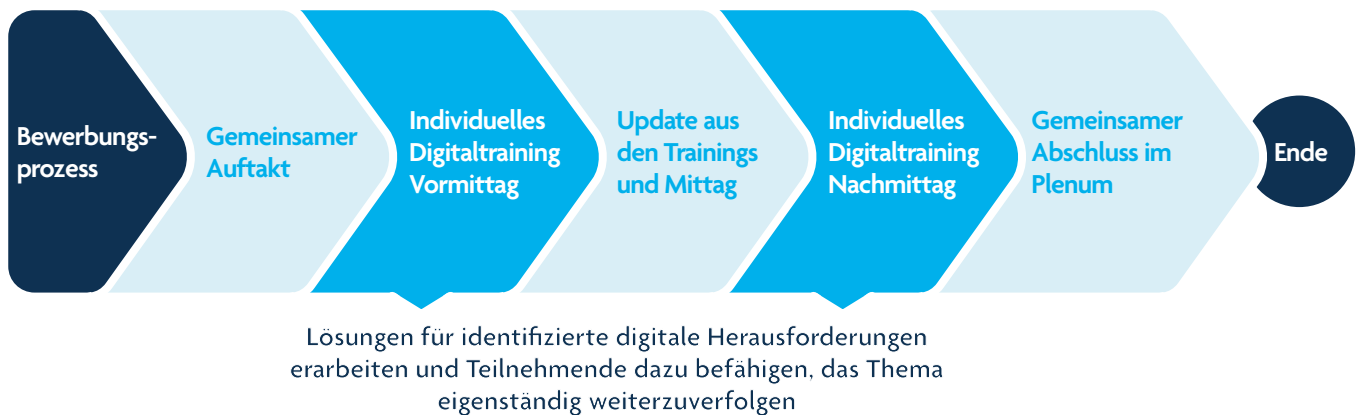 Bewerbungs-
prozess
Gemeinsamer
Auftakt
Individuelles
Digitaltraining
Vormittag
Update aus
den Trainings
und Mittag
Individuelles
Digitaltraining
Nachmittag
Gemeinsamer
Abschluss im
Plenum
Ende
Lösungen für identifizierte digitale Herausforderungen
erarbeiten und Teilnehmende dazu befähigen, das Thema
eigenständig weiterzuverfolgen